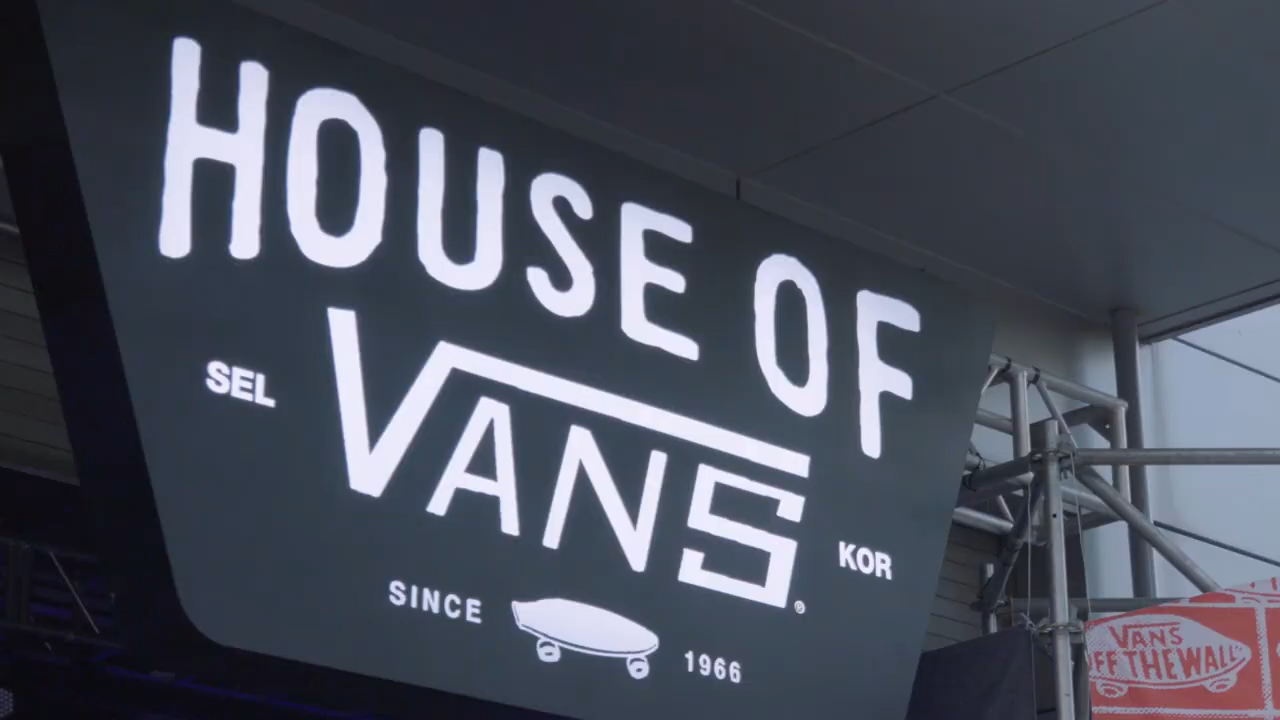 HOUSE OF
SEL
VANS®
KOR
SINCE 1966
VANS
OFF THE WALL